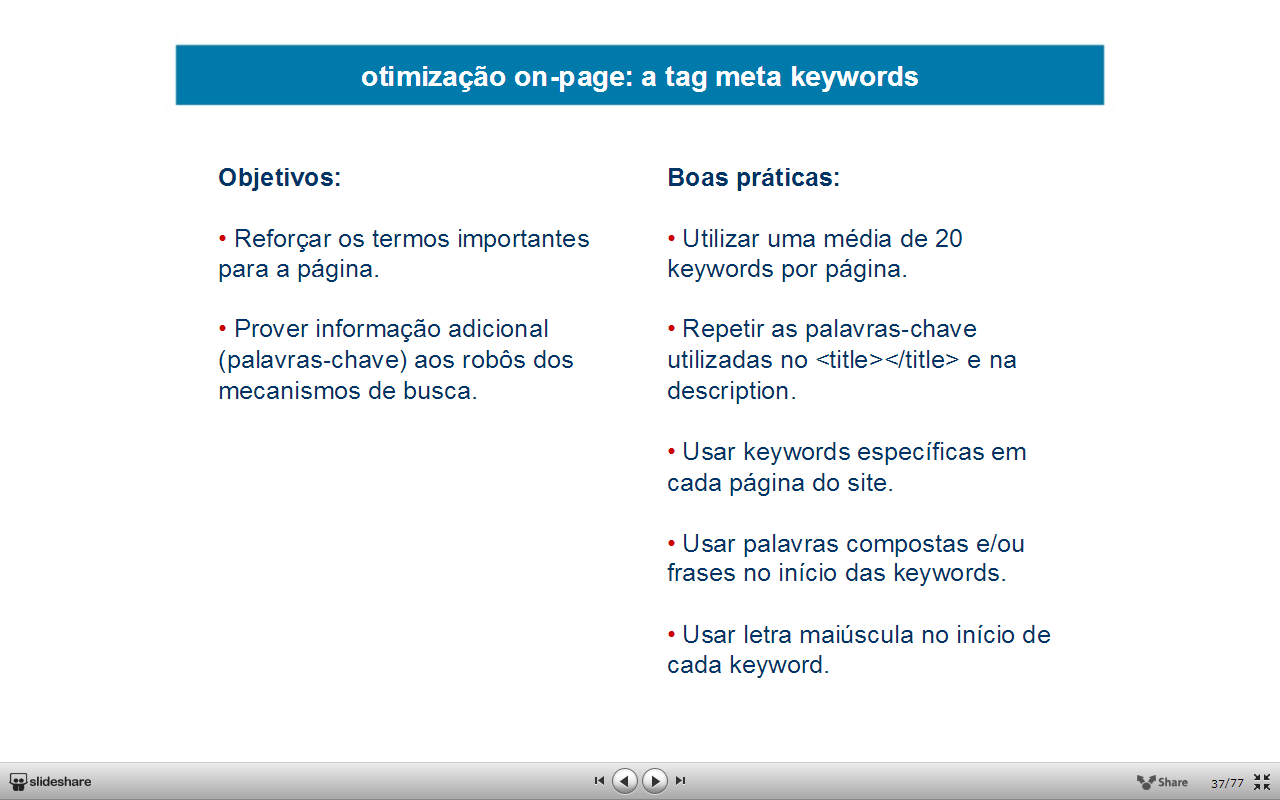 otimização on-page: a tag meta keywords
Objetivos:
• Reforçar os termos importantes
para a página.
• Prover informação adicional
(palavras-chave) aos robôs dos
mecanismos de busca.
Boas práticas:
• Utilizar uma média de 20
keywords por página.
• Repetir as palavras-chave
utilizadas no <title></title> e na
description.
• Usar keywords específicas em
cada página do site.
• Usar palavras compostas e/ou
frases no início das keywords.
• Usar letra maiúscula no início de
cada keyword.
slideshare
Share
37/77